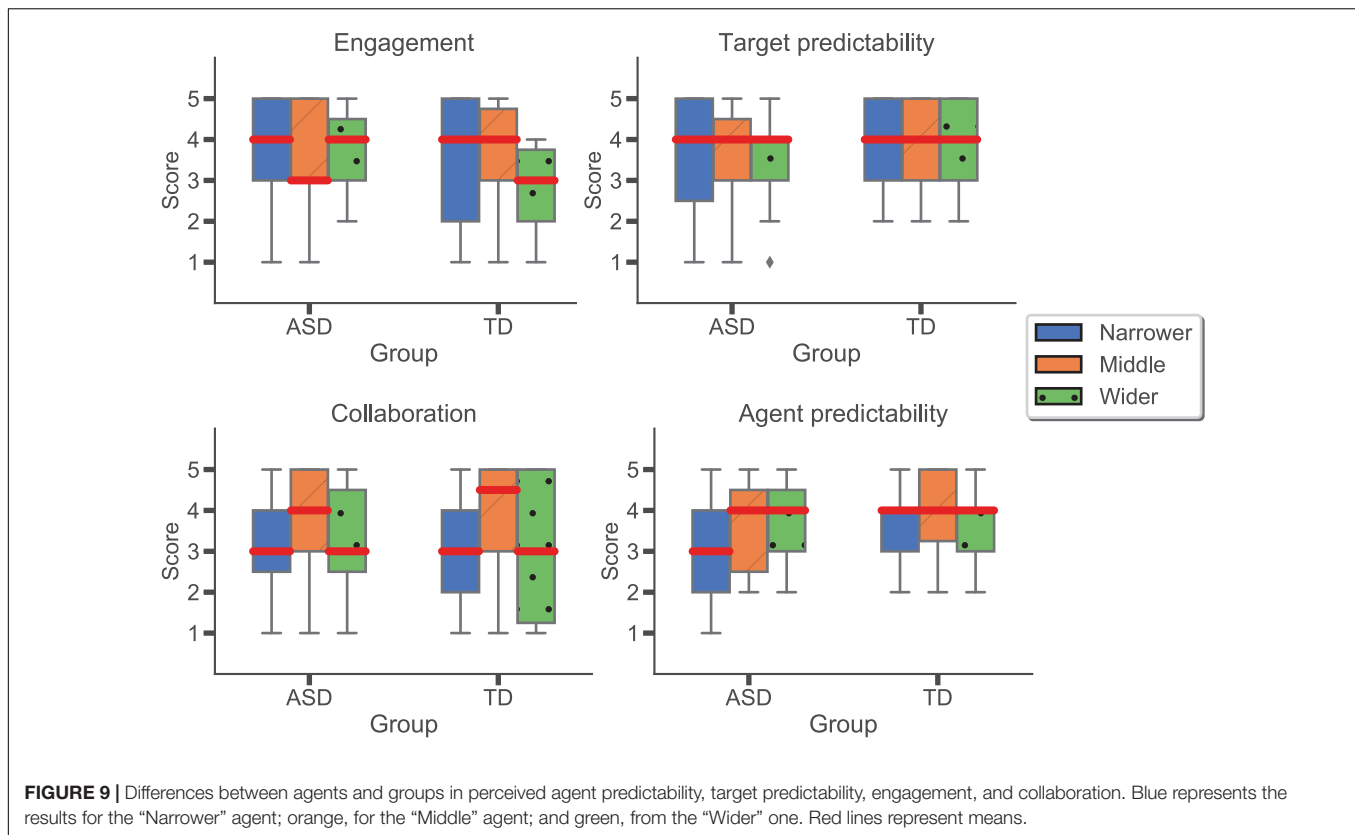 Engagement
Score
5
4
3
2
1
ASD
TD
Group
Target predictability
Score
5
4
3
2
1
ASD
TD
Group
Narrower
Middle
Wider
Collaboration
Score
5
4
3
2
1
ASD
TD
Group
Agent predictability
Score
5
4
3
2
1
ASD
TD
Group
FIGURE 9 | Differences between agents and groups in perceived agent predictability, target predictability, engagement, and collaboration. Blue represents the
results for the “Narrower” agent; orange, for the “Middle” agent; and green, from the “Wider” one. Red lines represent means.